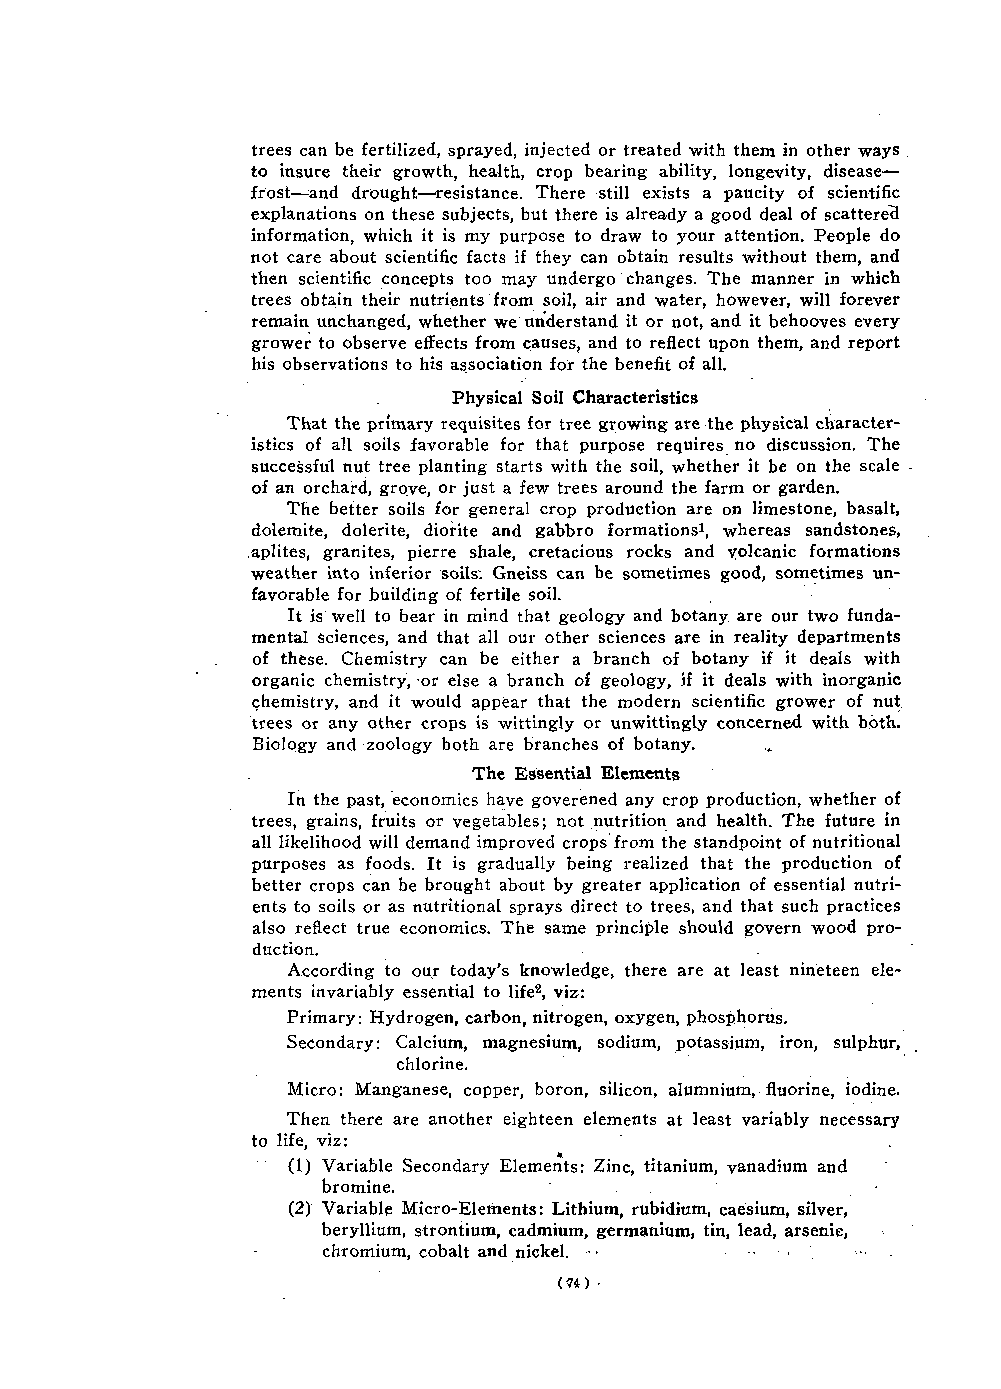 trees can be fertilized, sprayed, injected or treated with them in other ways
to insure their growth, health, crop bearing ability, longevity, disease—
frost—and drought—resistance. There still exists a paucity of scientific
explanations on these subjects, but there is already a good deal of scattered
information, which it is my purpose to draw to your attention. People do
not care about scientific facts if they can obtain results without them, and
then scientific concepts too may undergo changes. The manner in which
trees obtain their nutrients from soil, air and water, however, will forever
remain unchanged, whether we understand it or not, and it behooves every
grower to observe effects from causes, and to reflect upon them, and report
his observations to his association for the benefit of all.
Physical Soil Characteristics
That the primary requisites for tree growing are the physical character-
istics of all soils favorable for that purpose requires no discussion. The
successful nut tree planting starts with the soil, whether it be on the scale
of an orchard, grove, or just a few trees around the farm or garden.
The better soils for general crop production are on limestone, basalt,
dolemite, dolerite, diorite and gabbro formations¹, whereas sandstones,
aplites, granites, pierre shale, cretacious rocks and volcanic formations
weather into inferior soils. Gneiss can be sometimes good, sometimes un-
favorable for building of fertile soil.
It is well to bear in mind that geology and botany are our two funda-
mental sciences, and that all our other sciences are in reality departments
of these. Chemistry can be either a branch of botany if it deals with
organic chemistry, or else a branch of geology, if it deals with inorganic
chemistry, and it would appear that the modern scientific grower of nut
trees or any other crops is wittingly or unwittingly concerned with both.
Biology and zoology both are branches of botany.
The Essential Elements
In the past, economics have goverened any crop production, whether of
trees, grains, fruits or vegetables; not nutrition and health. The future in
all likelihood will demand improved crops from the standpoint of nutritional
purposes as foods. It is gradually being realized that the production of
better crops can be brought about by greater application of essential nutri-
ents to soils or as nutritional sprays direct to trees, and that such practices
also reflect true economics. The same principle should govern wood pro-
duction.
According to our today's knowledge, there are at least nineteen ele-
ments invariably essential to life², viz:
Primary: Hydrogen, carbon, nitrogen, oxygen, phosphorus.
Secondary: Calcium, magnesium, sodium, potassium, iron, sulphur,
chlorine.
Micro: Manganese, copper, boron, silicon, alumnium, fluorine, iodine.
Then there are another eighteen elements at least variably necessary
to life, viz:
(1) Variable Secondary Elements: Zinc, titanium, vanadium and
bromine.
(2) Variable Micro-Elements: Lithium, rubidium, caesium, silver,
beryllium, strontium, cadmium, germanium, tin, lead, arsenic,
chromium, cobalt and nickel.
(74)